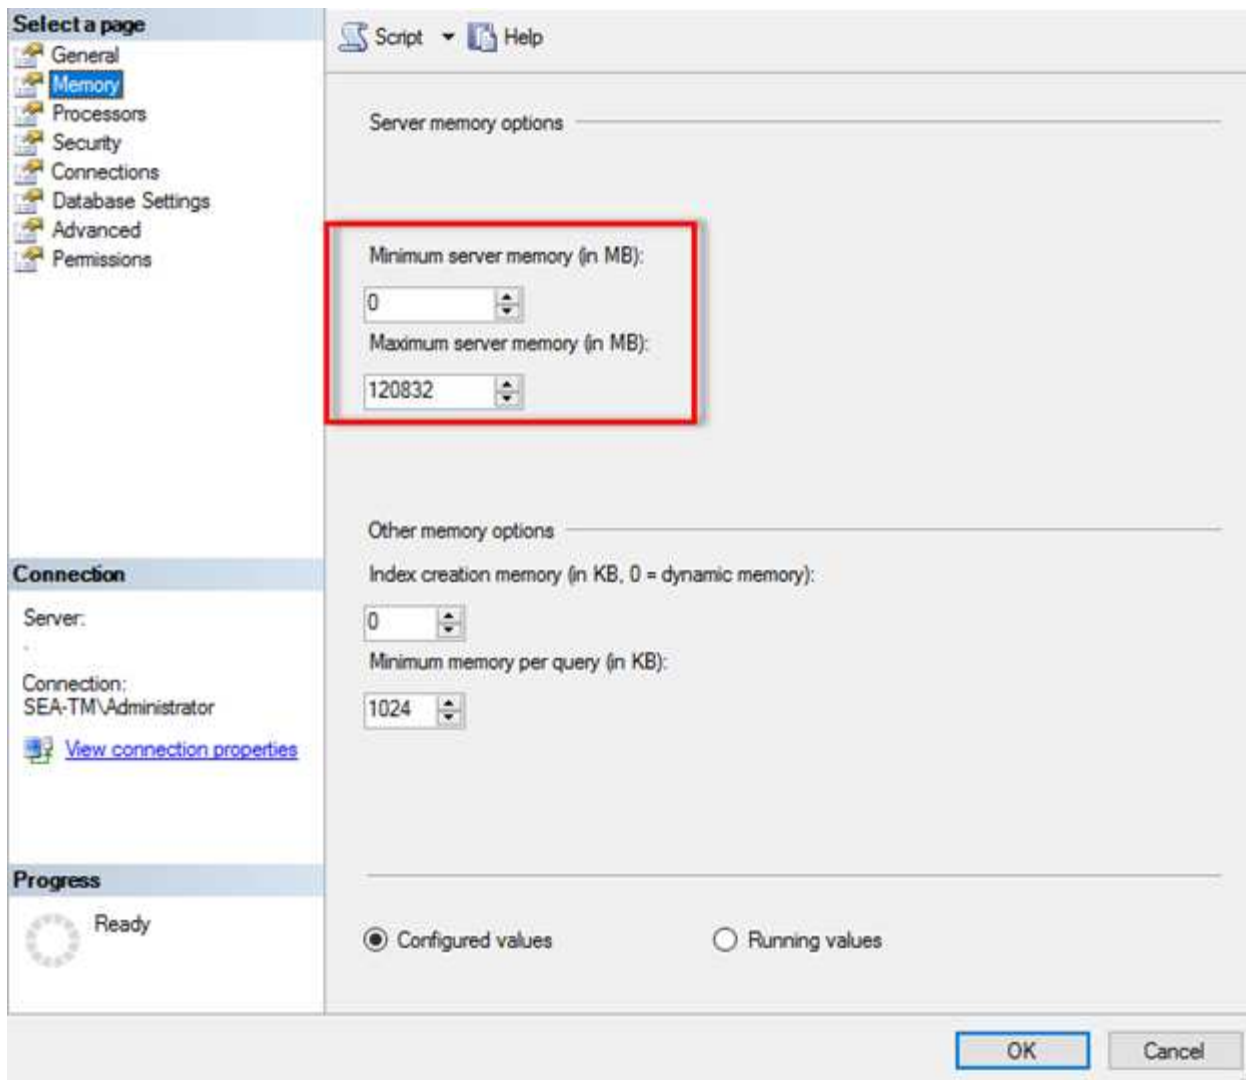 Select a page
General
Memory
Processors
Security
Connections
Database Settings
Advanced
Permissions
Connection
Server:
.
Connection:
SEA-TM\Administrator
View connection properties
Progress
Ready
Script
Help
Server memory options
Minimum server memory (in MB):
0
Maximum server memory (in MB):
120832
Other memory options
Index creation memory (in KB, 0 = dynamic memory):
0
Minimum memory per query (in KB):
1024
Configured values
Running values
OK
Cancel